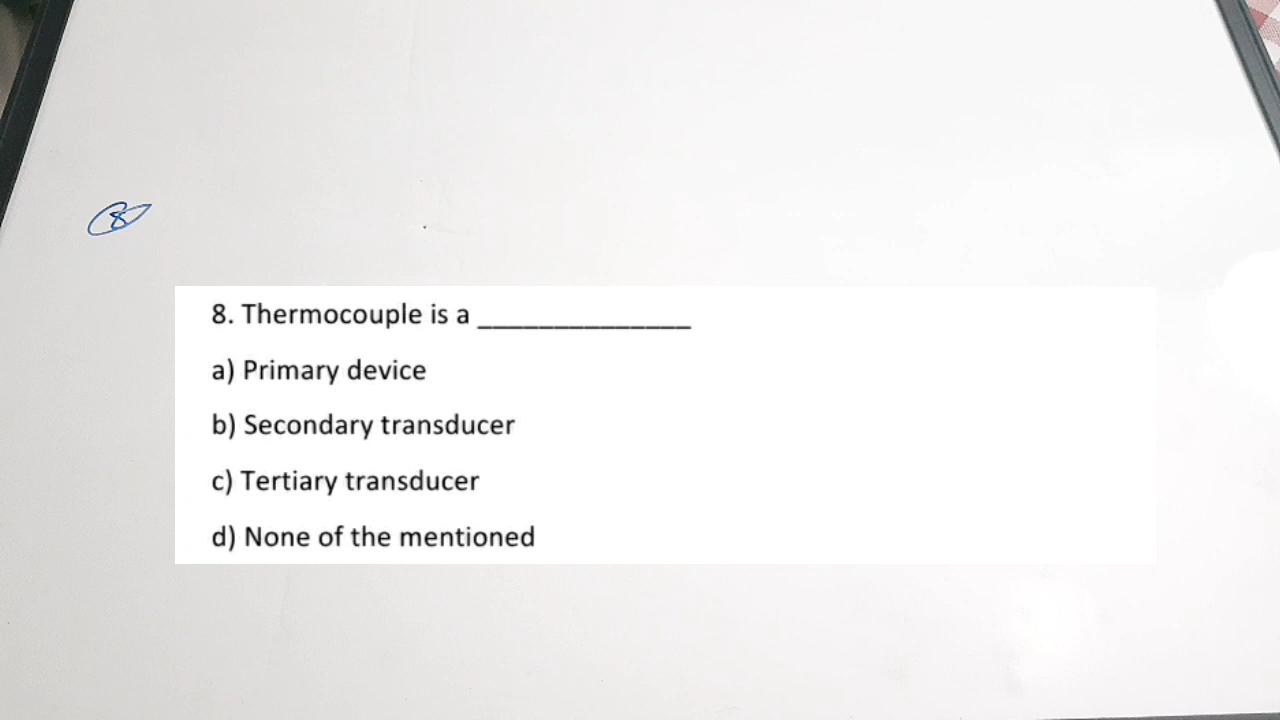 8
8. Thermocouple is a ______________
a) Primary device
b) Secondary transducer
c) Tertiary transducer
d) None of the mentioned